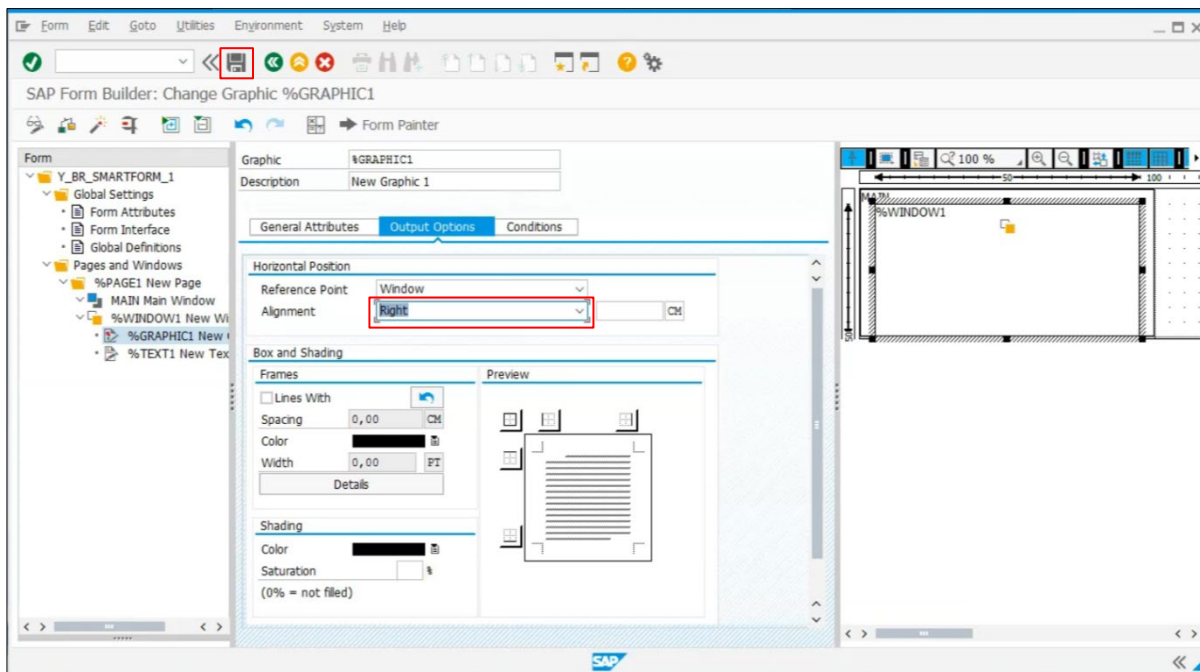 Form Edit Goto Utilities Environment System Help
SAP Form Builder: Change Graphic %GRAPHIC1
Form Painter
Form
Y_BR_SMARTFORM_1
Global Settings
Form Attributes
Form Interface
Global Definitions
Pages and Windows
%PAGE1 New Page
MAIN Main Window
%WINDOW1 New Wi
%GRAPHIC1 New
%TEXT1 New Tex
Graphic %GRAPHIC1
Description New Graphic 1
General Attributes Output Options Conditions
Horizontal Position
Reference Point Window
Alignment Right CM
Box and Shading
Frames
Lines With
Spacing 0,00 CM
Color
Width 0,00 PT
Details
Preview
Shading
Color
Saturation %
(0% = not filled)
100 %
50 100
MAIN
%WINDOW1
50
SAP